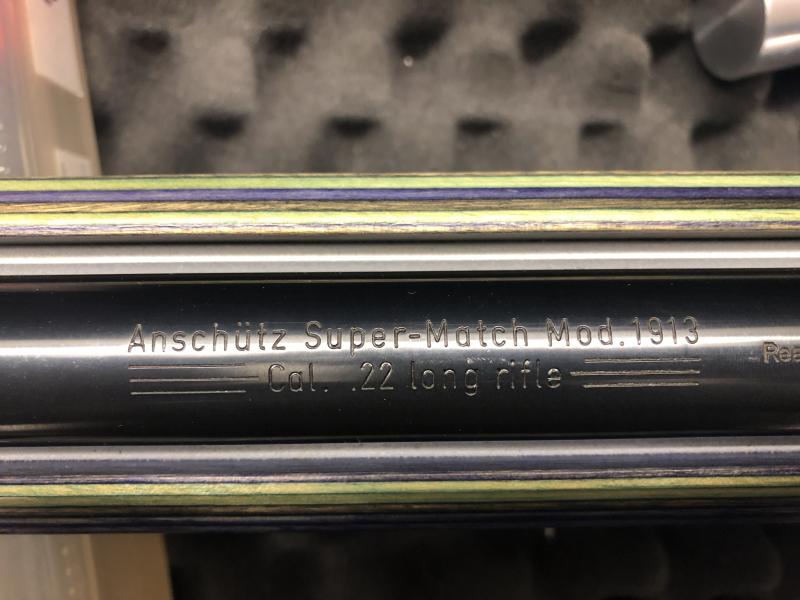 Anschütz Super-Match Mod.1913
Cal. .22 long rifle